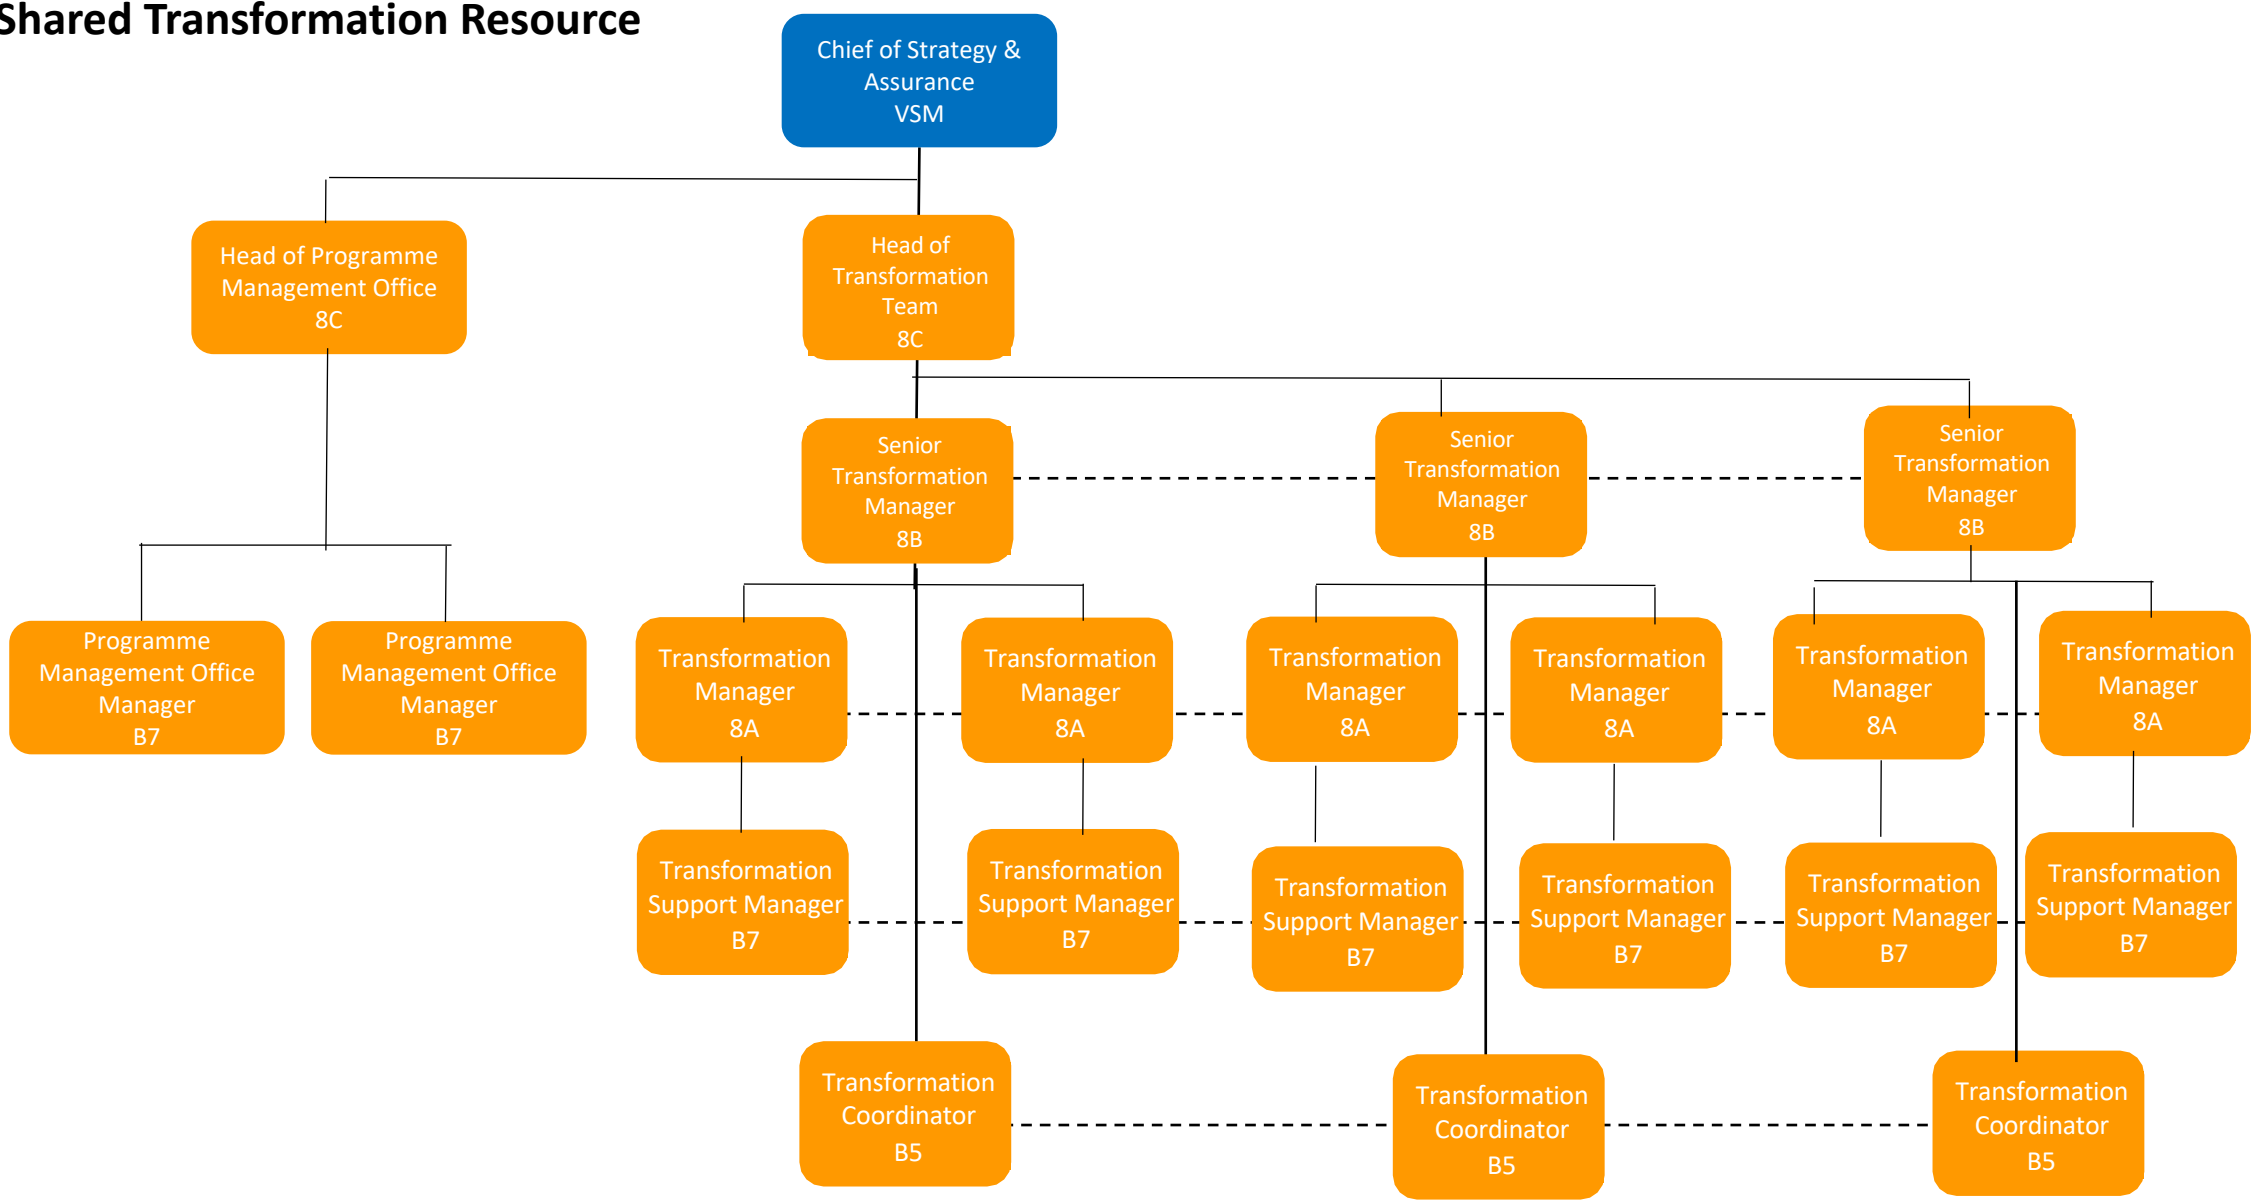 Shared Transformation Resource
Chief of Strategy &
Assurance
VSM
Head of Programme
Management Office
8C
Head of
Transformation
Team
8C
Senior
Transformation
Manager
8B
Senior
Transformation
Manager
8B
Senior
Transformation
Manager
8B
Programme
Management Office
Manager
B7
Programme
Management Office
Manager
B7
Transformation
Manager
8A
Transformation
Manager
8A
Transformation
Manager
8A
Transformation
Manager
8A
Transformation
Manager
8A
Transformation
Manager
8A
Transformation
Support Manager
B7
Transformation
Support Manager
B7
Transformation
Support Manager
B7
Transformation
Support Manager
B7
Transformation
Support Manager
B7
Transformation
Support Manager
B7
Transformation
Coordinator
B5
Transformation
Coordinator
B5
Transformation
Coordinator
B5